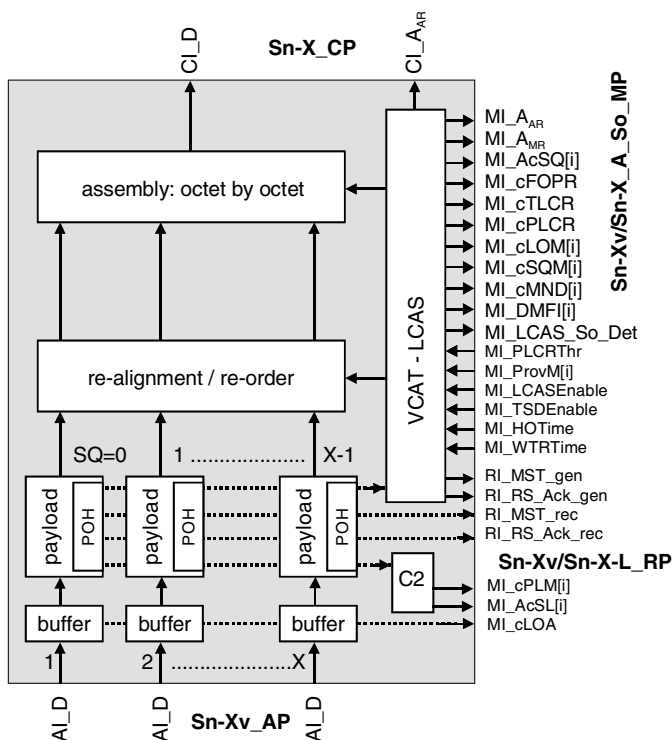 CI_D
Sn-X_CP
CI_A_AR
assembly: octet by octet
re-alignment / re-order
VCAT - LCAS
MI_A_AR
MI_A_MR
MI_AcSQ[i]
MI_cFOPR
MI_cTLCR
MI_cPLCR
MI_cLOM[i]
MI_cSQM[i]
MI_cMND[i]
MI_DMFI[i]
MI_LCAS_So_Det
MI_PLCRThr
MI_ProvM[i]
MI_LCASEnable
MI_TSDEnable
MI_HOTime
MI_WTRTime
Sn-Xv/Sn-X_A_So_MP
SQ=0 1 ...................... X-1
payload POH payload POH payload POH
RI_MST_gen
RI_RS_Ack_gen
RI_MST_rec
RI_RS_Ack_rec
Sn-Xv/Sn-X-L_RP
C2
MI_cPLM[i]
MI_AcSL[i]
MI_cLOA
buffer buffer buffer
1 2 ......................X
AI_D AI_D AI_D
Sn-Xv_AP